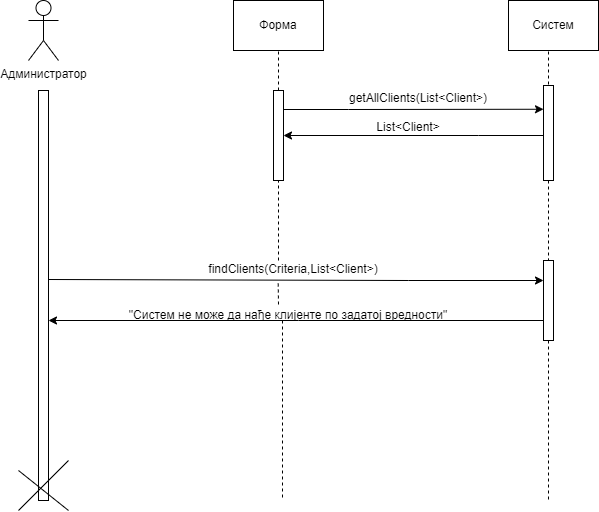 Форма
Систем
Администратор
getAllClients(List<Client>)
List<Client>
findClients(Criteria,List<Client>)
"Систем не може да нађе клијенте по задатој вредности"